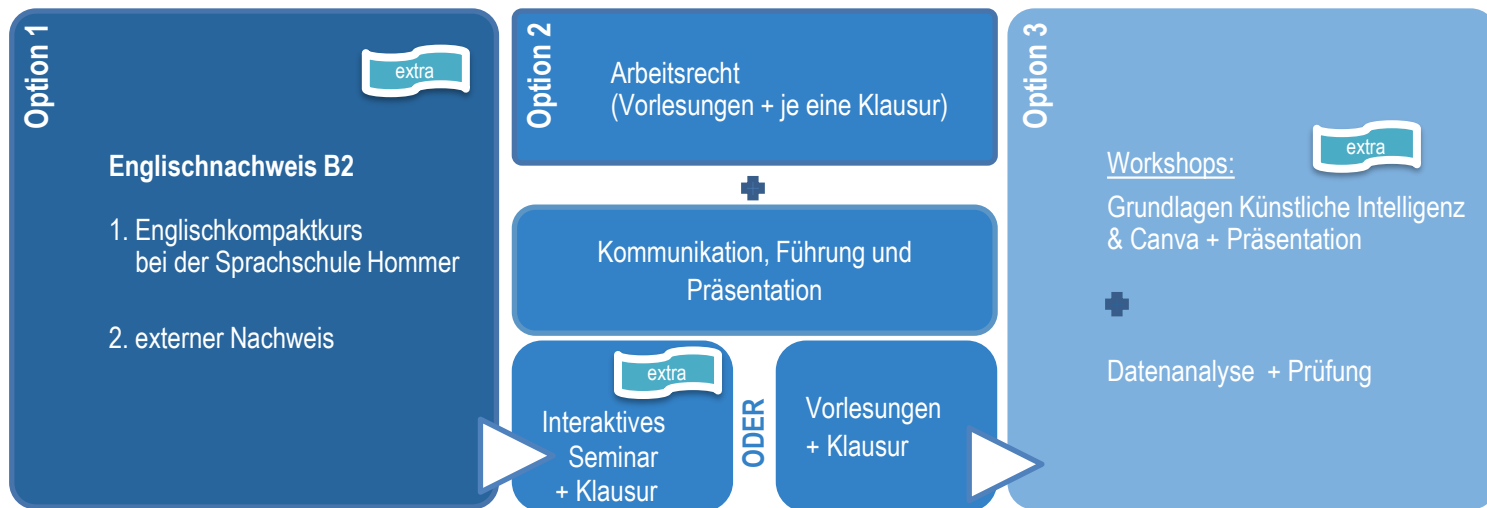 Option 1
extra
Englischnachweis B2
1. Englischkompaktkurs
bei der Sprachschule Hommer
2. externer Nachweis
Option 2
Arbeitsrecht
(Vorlesungen + je eine Klausur)
Kommunikation, Führung und
Präsentation
extra
Interaktives
Seminar
+ Klausur
ODER
Vorlesungen
+ Klausur
Option 3
extra
Workshops:
Grundlagen Künstliche Intelligenz
& Canva + Präsentation
Datenanalyse + Prüfung